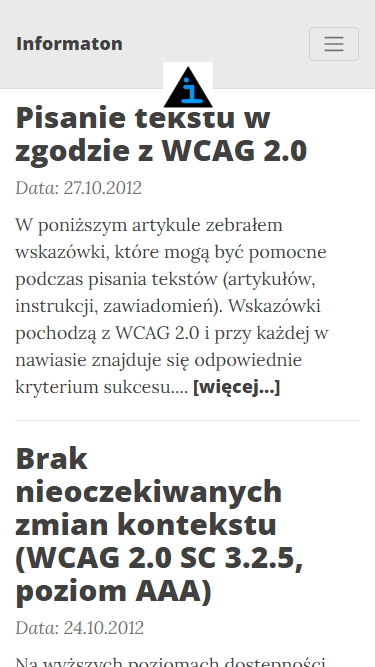 Informaton
Pisanie tekstu w
zgodzie z WCAG 2.0
Data: 27.10.2012
W poniższym artykule zebrałem
wskazówki, które mogą być pomocne
podczas pisania tekstów (artykułów,
instrukcji, zawiadomień). Wskazówki
pochodzą z WCAG 2.0 i przy każdej w
nawiasie znajduje się odpowiednie
kryterium sukcesu.... [więcej...]
Brak
nieoczekiwanych
zmian kontekstu
(WCAG 2.0 SC 3.2.5,
poziom AAA)
Data: 24.10.2012
Na wyższych poziomach dostępności